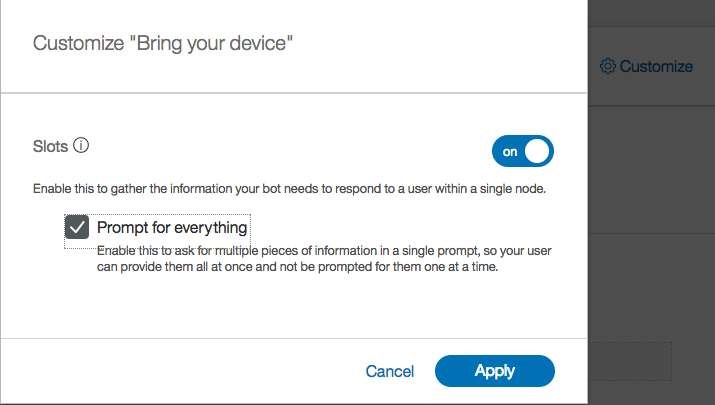 Customize "Bring your device"
Customize
Slots
on
Enable this to gather the information your bot needs to respond to a user within a single node.
Prompt for everything
Enable this to ask for multiple pieces of information in a single prompt, so your user
can provide them all at once and not be prompted for them one at a time.
Cancel
Apply